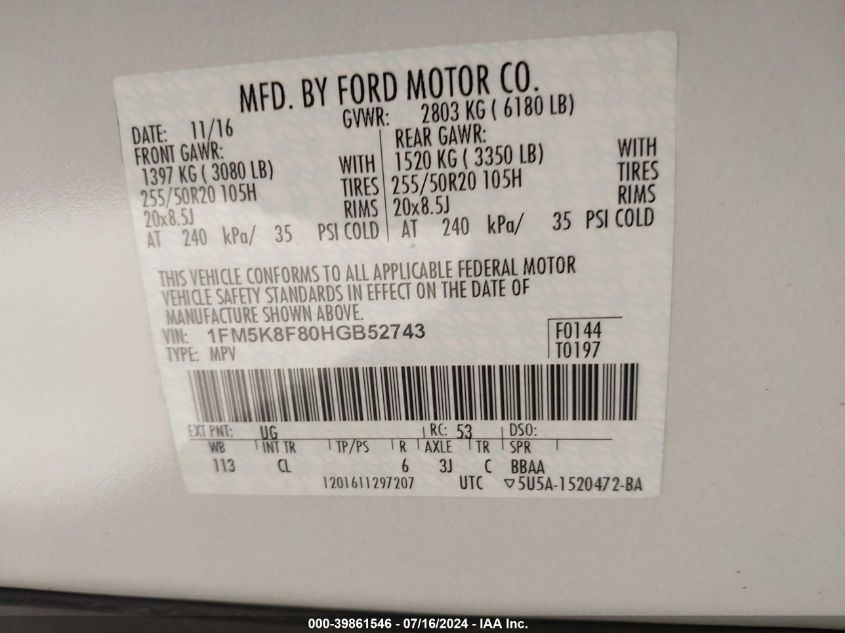 MFD. BY FORD MOTOR CO.
DATE: 11/16 GVWR: 2803 KG ( 6180 LB)
FRONT GAWR: REAR GAWR:
1397 KG ( 3080 LB) WITH 1520 KG ( 3350 LB) WITH
255/50R20 105H TIRES 255/50R20 105H TIRES
20x8.5J RIMS 20x8.5J RIMS
AT 240 kPa/ 35 PSI COLD AT 240 kPa/ 35 PSI COLD
THIS VEHICLE CONFORMS TO ALL APPLICABLE FEDERAL MOTOR
VEHICLE SAFETY STANDARDS IN EFFECT ON THE DATE OF
MANUFACTURE SHOWN ABOVE.
VIN: 1FM5K8F80HGB52743 F0144
TYPE: MPV T0197
EXT PNT: UG RC: 53 DSO:
WB INT TR TP/PS R AXLE TR SPR
113 CL 6 3J C BBAA
1201611297207 UTC ▽5U5A-1520472-BA
000-39861546 - 07/16/2024 - IAA Inc.